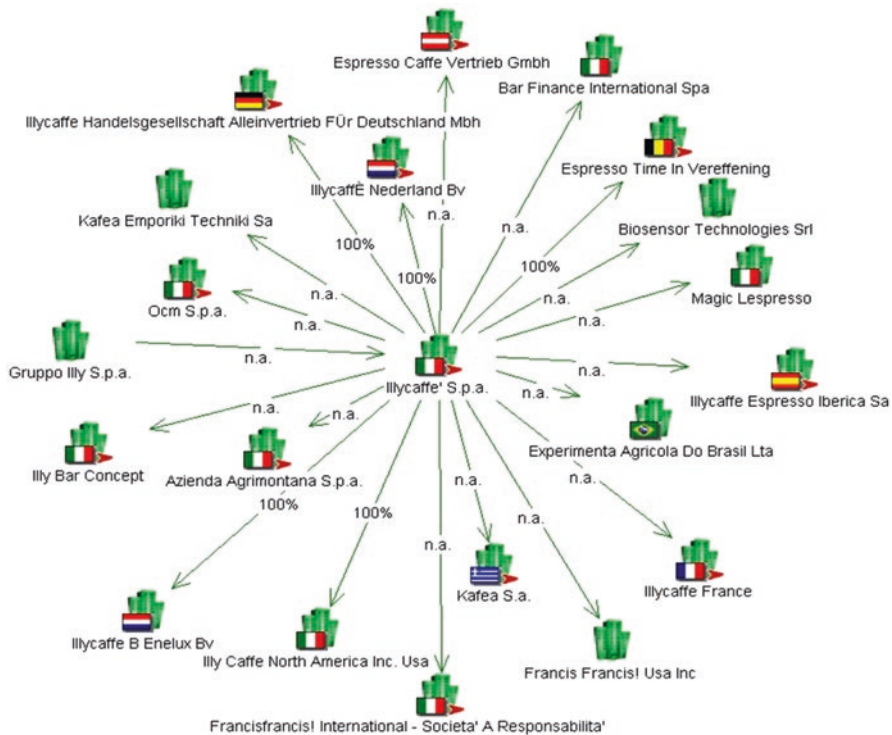 Espresso Caffe Vertrieb Gmbh
Bar Finance International Spa
Illycaffe Handelsgesellschaft Alleinvertrieb FÜr Deutschland Mbh
Espresso Time In Vereffening
IllycaffÈ Nederland Bv
n.a.
Kafea Emporiki Techniki Sa
Biosensor Technologies Srl
n.a.
100%
100%
100%
n.a.
n.a.
Magic Lespresso
Ocm S.p.a.
n.a.
n.a.
n.a.
Gruppo Illy S.p.a.
n.a.
Illycaffe' S.p.a.
n.a.
Illycaffe Espresso Iberica Sa
n.a.
n.a.
Experimenta Agricola Do Brasil Lta
Illy Bar Concept
Azienda Agrimontana S.p.a.
n.a.
n.a.
100%
100%
n.a.
n.a.
Kafea S.a.
Illycaffe France
Illycaffe B Enelux Bv
Illy Caffe North America Inc. Usa
Francis Francis! Usa Inc
Francisfrancis! International - Societa' A Responsabilita'